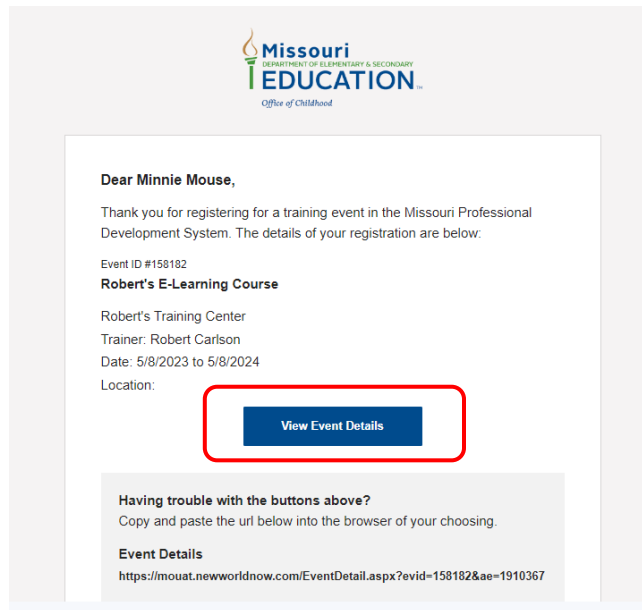 Missouri
DEPARTMENT OF ELEMENTARY & SECONDARY
EDUCATION
Office of Childhood
Dear Minnie Mouse,
Thank you for registering for a training event in the Missouri Professional
Development System. The details of your registration are below:
Event ID #158182
Robert's E-Learning Course
Robert's Training Center
Trainer: Robert Carlson
Date: 5/8/2023 to 5/8/2024
Location:
View Event Details
Having trouble with the buttons above?
Copy and paste the url below into the browser of your choosing.
Event Details
https://mouat.newworldnow.com/EventDetail.aspx?evid=158182&ae=1910367